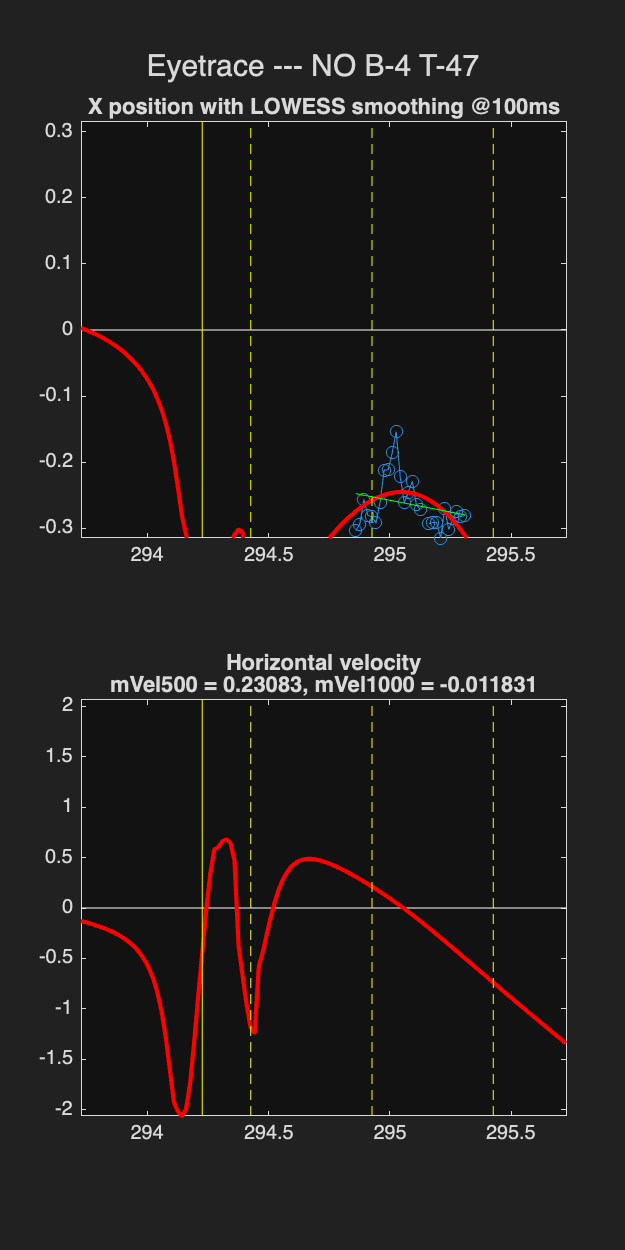 Eyetrace --- NO B-4 T-47
X position with LOWESS smoothing @100ms
0.3
0.2
0.1
0
-0.1
-0.2
-0.3
294 294.5 295 295.5
Horizontal velocity
mVel500 = 0.23083, mVel1000 = -0.011831
2
1.5
1
0.5
0
-0.5
-1
-1.5
-2
294 294.5 295 295.5